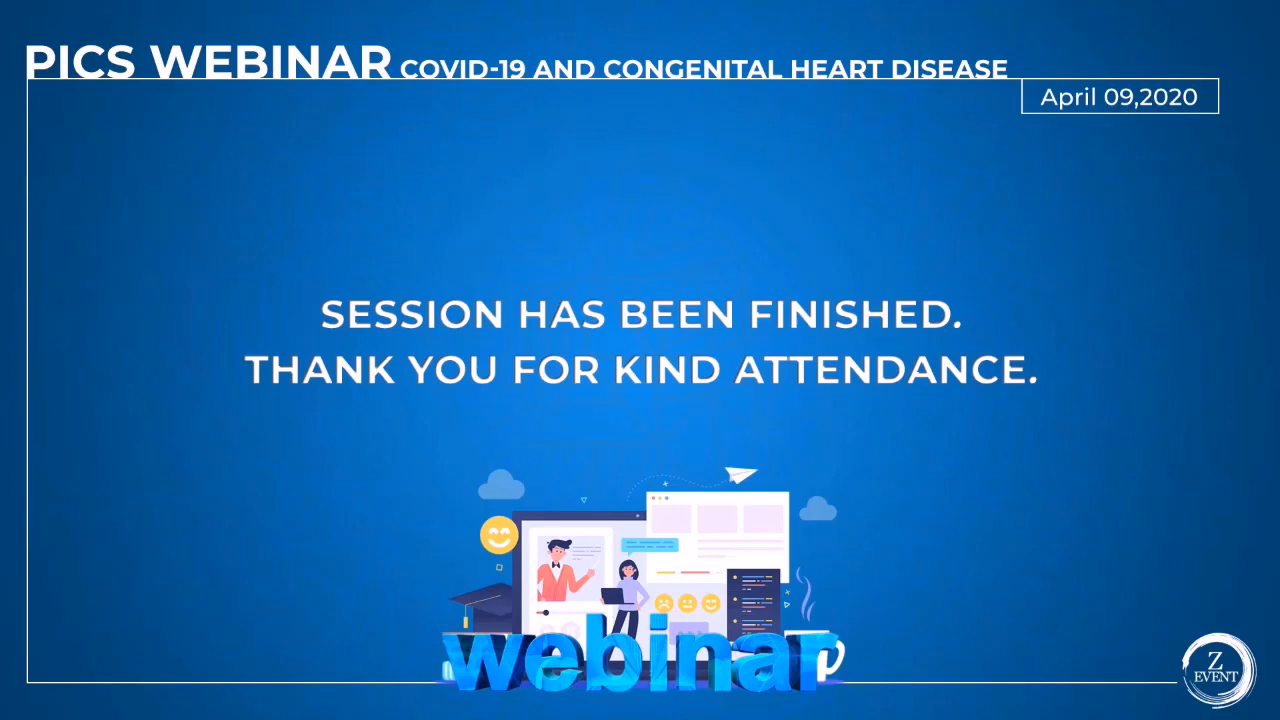 PICS WEBINAR COVID-19 AND CONGENITAL HEART DISEASE
April 09,2020
SESSION HAS BEEN FINISHED.
THANK YOU FOR KIND ATTENDANCE.
webinar
Z
EVENT